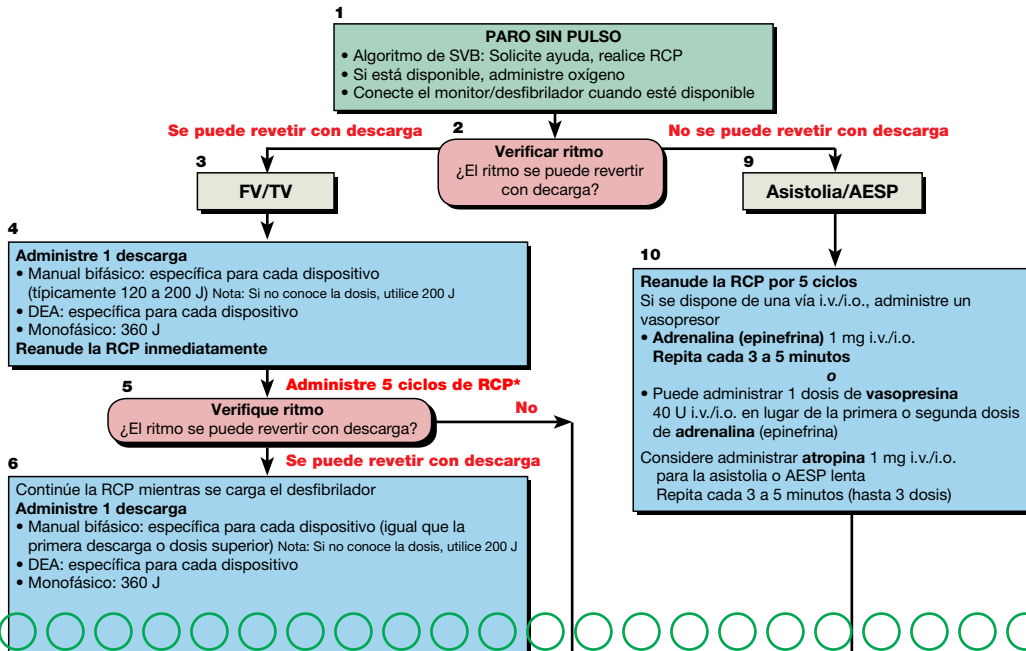 1
PARO SIN PULSO
• Algoritmo de SVB: Solicite ayuda, realice RCP
• Si está disponible, administre oxígeno
• Conecte el monitor/desfibrilador cuando esté disponible
Se puede revetir con descarga
2
No se puede revetir con descarga
Verificar ritmo
¿El ritmo se puede revertir
con decarga?
3
FV/TV
9
Asistolia/AESP
4
Administre 1 descarga
• Manual bifásico: específica para cada dispositivo
(típicamente 120 a 200 J) Nota: Si no conoce la dosis, utilice 200 J
• DEA: específica para cada dispositivo
• Monofásico: 360 J
Reanude la RCP inmediatamente
10
Reanude la RCP por 5 ciclos
Si se dispone de una vía i.v./i.o., administre un
vasopresor
• Adrenalina (epinefrina) 1 mg i.v./i.o.
Repita cada 3 a 5 minutos
o
• Puede administrar 1 dosis de vasopresina
40 U i.v./i.o. en lugar de la primera o segunda dosis
de adrenalina (epinefrina)
Considere administrar atropina 1 mg i.v./i.o.
para la asistolia o AESP lenta
Repita cada 3 a 5 minutos (hasta 3 dosis)
5
Administre 5 ciclos de RCP*
Verifique ritmo
¿El ritmo se puede revertir con descarga?
No
6
Se puede revetir con descarga
Continúe la RCP mientras se carga el desfibrilador
Administre 1 descarga
• Manual bifásico: específica para cada dispositivo (igual que la
primera descarga o dosis superior) Nota: Si no conoce la dosis, utilice 200 J
• DEA: específica para cada dispositivo
• Monofásico: 360 J